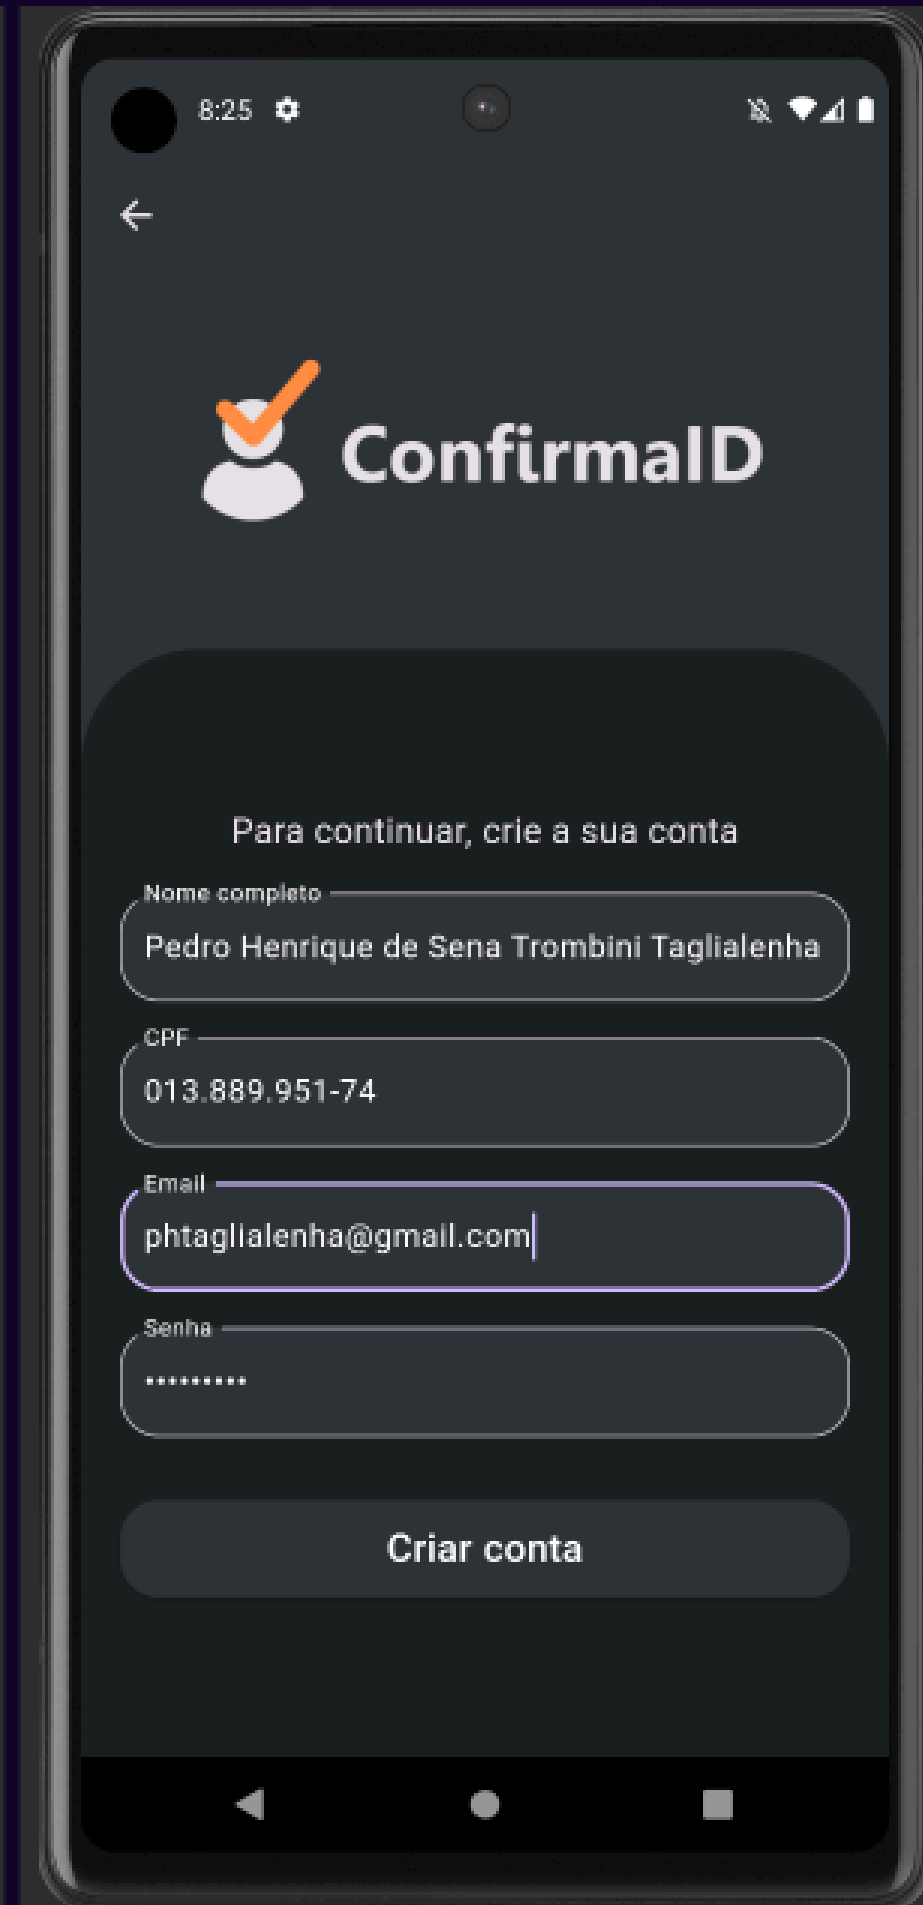 8:25
ConfirmaID
Para continuar, crie a sua conta
Nome completo
Pedro Henrique de Sena Trombini Taglialenha
CPF
013.889.951-74
Email
phtaglialenha@gmail.com
Senha
•••••••••
Criar conta